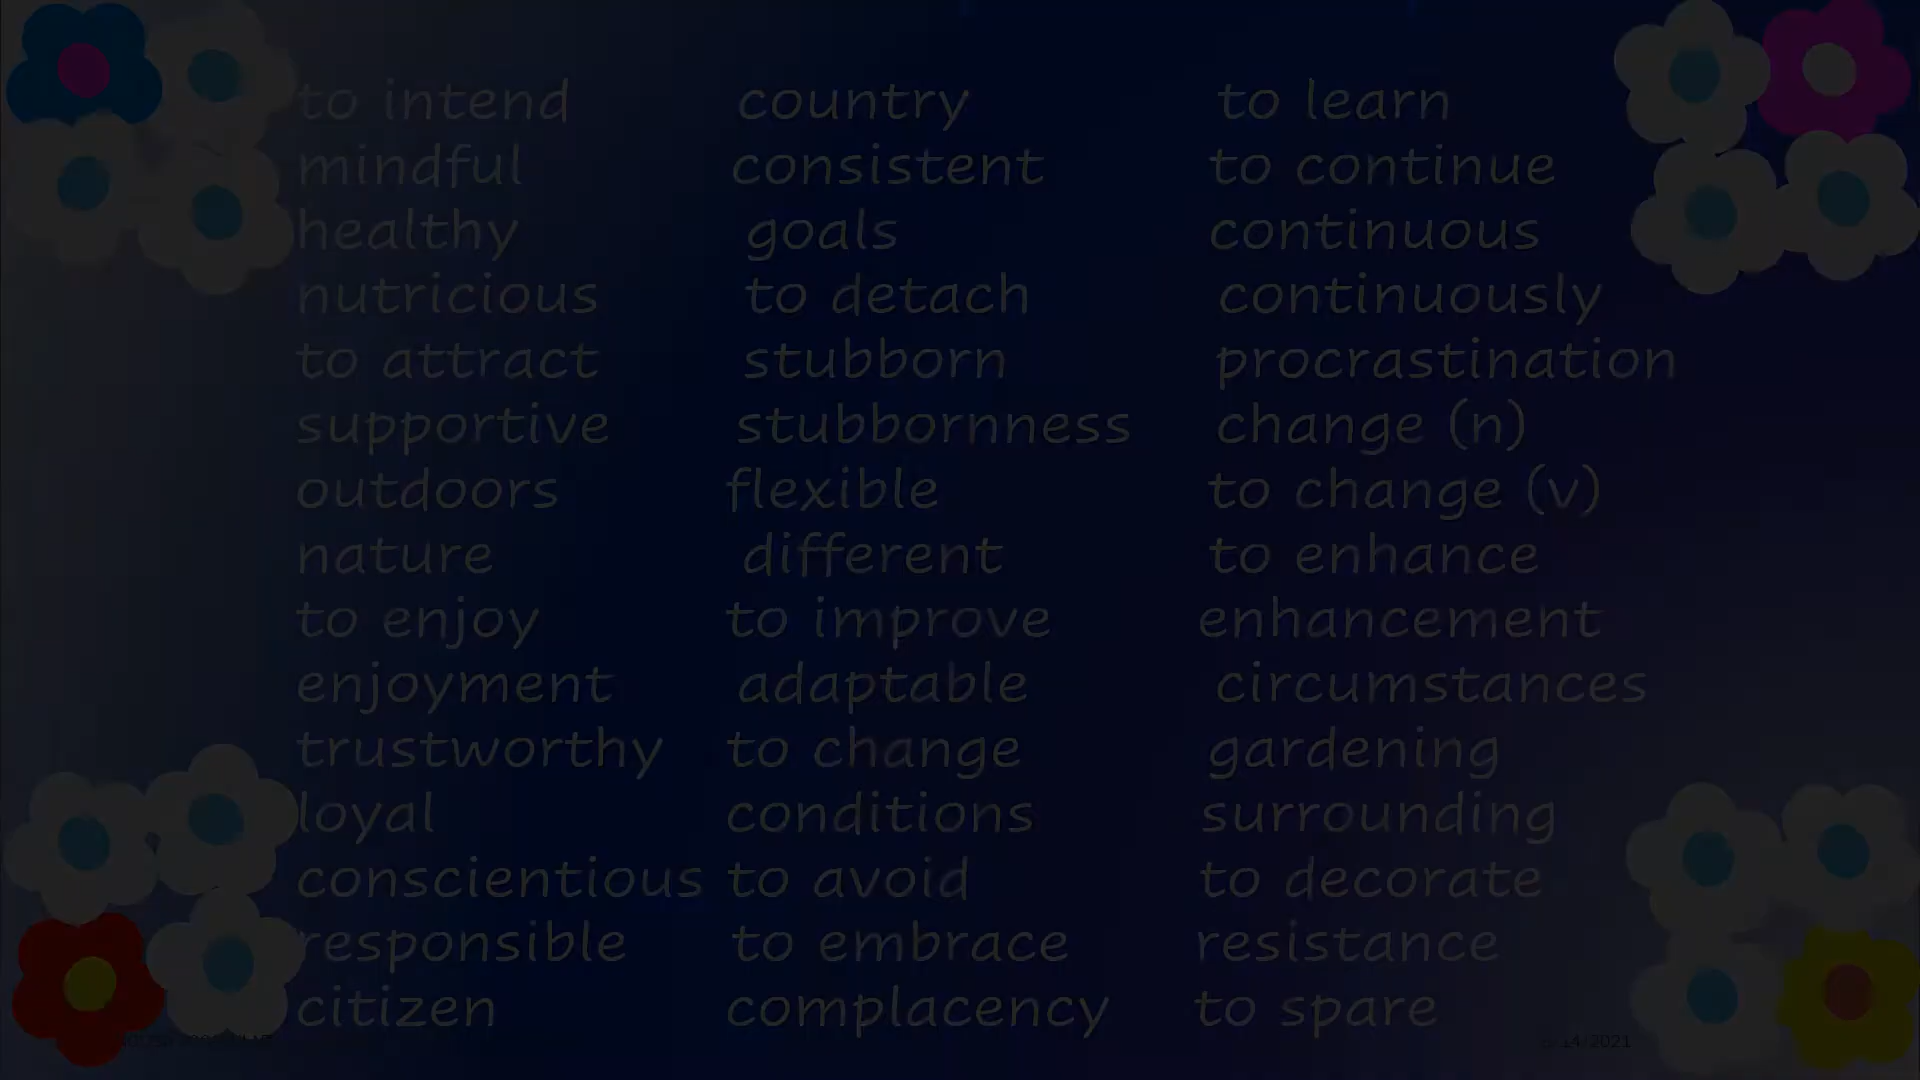 to intend
mindful
healthy
nutricious
to attract
supportive
outdoors
nature
to enjoy
enjoyment
trustworthy
loyal
conscientious
responsible
citizen
country
consistent
goals
to detach
stubborn
stubbornness
flexible
different
to improve
adaptable
to change
conditions
to avoid
to embrace
complacency
to learn
to continue
continuous
continuously
procrastination
change (n)
to change (v)
to enhance
enhancement
circumstances
gardening
surrounding
to decorate
resistance
to spare